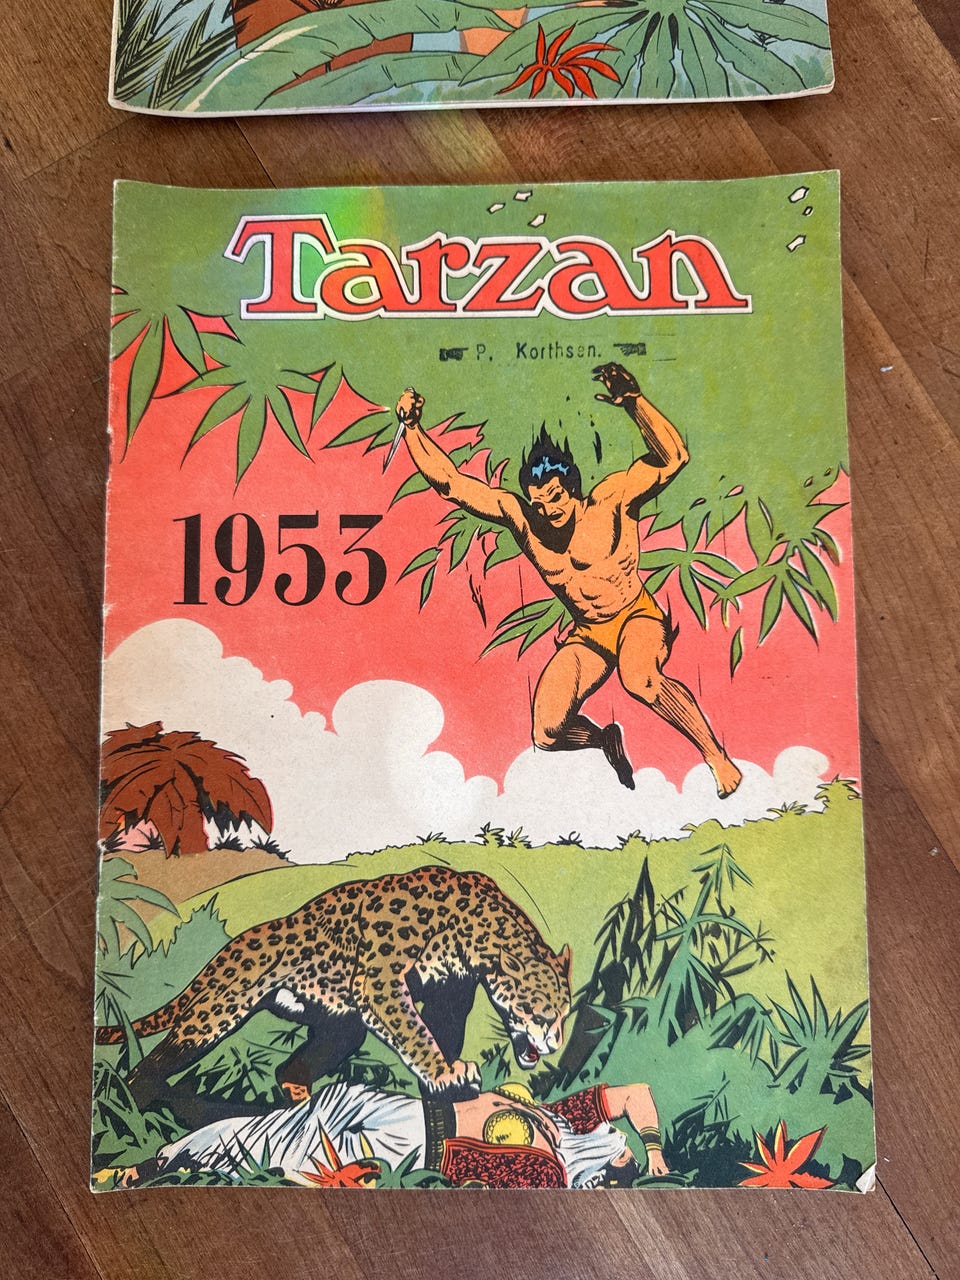 Tarzan
P. Korthsen.
1953